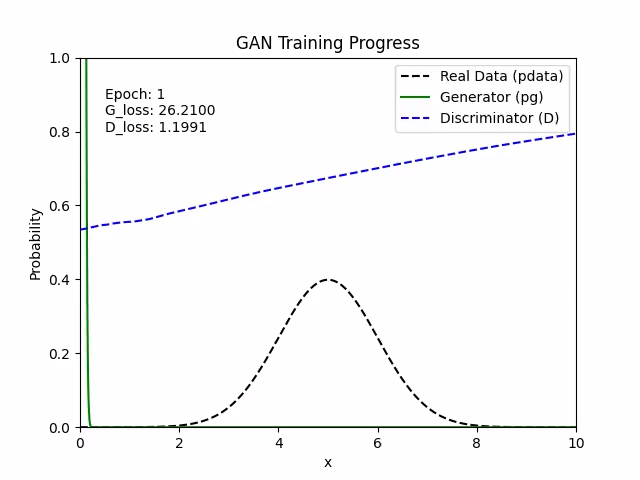 GAN Training Progress
Epoch: 1
G_loss: 26.2100
D_loss: 1.1991
Real Data (pdata)
Generator (pg)
Discriminator (D)
Probability
1.0
0.8
0.6
0.4
0.2
0.0
0 2 4 6 8 10
x